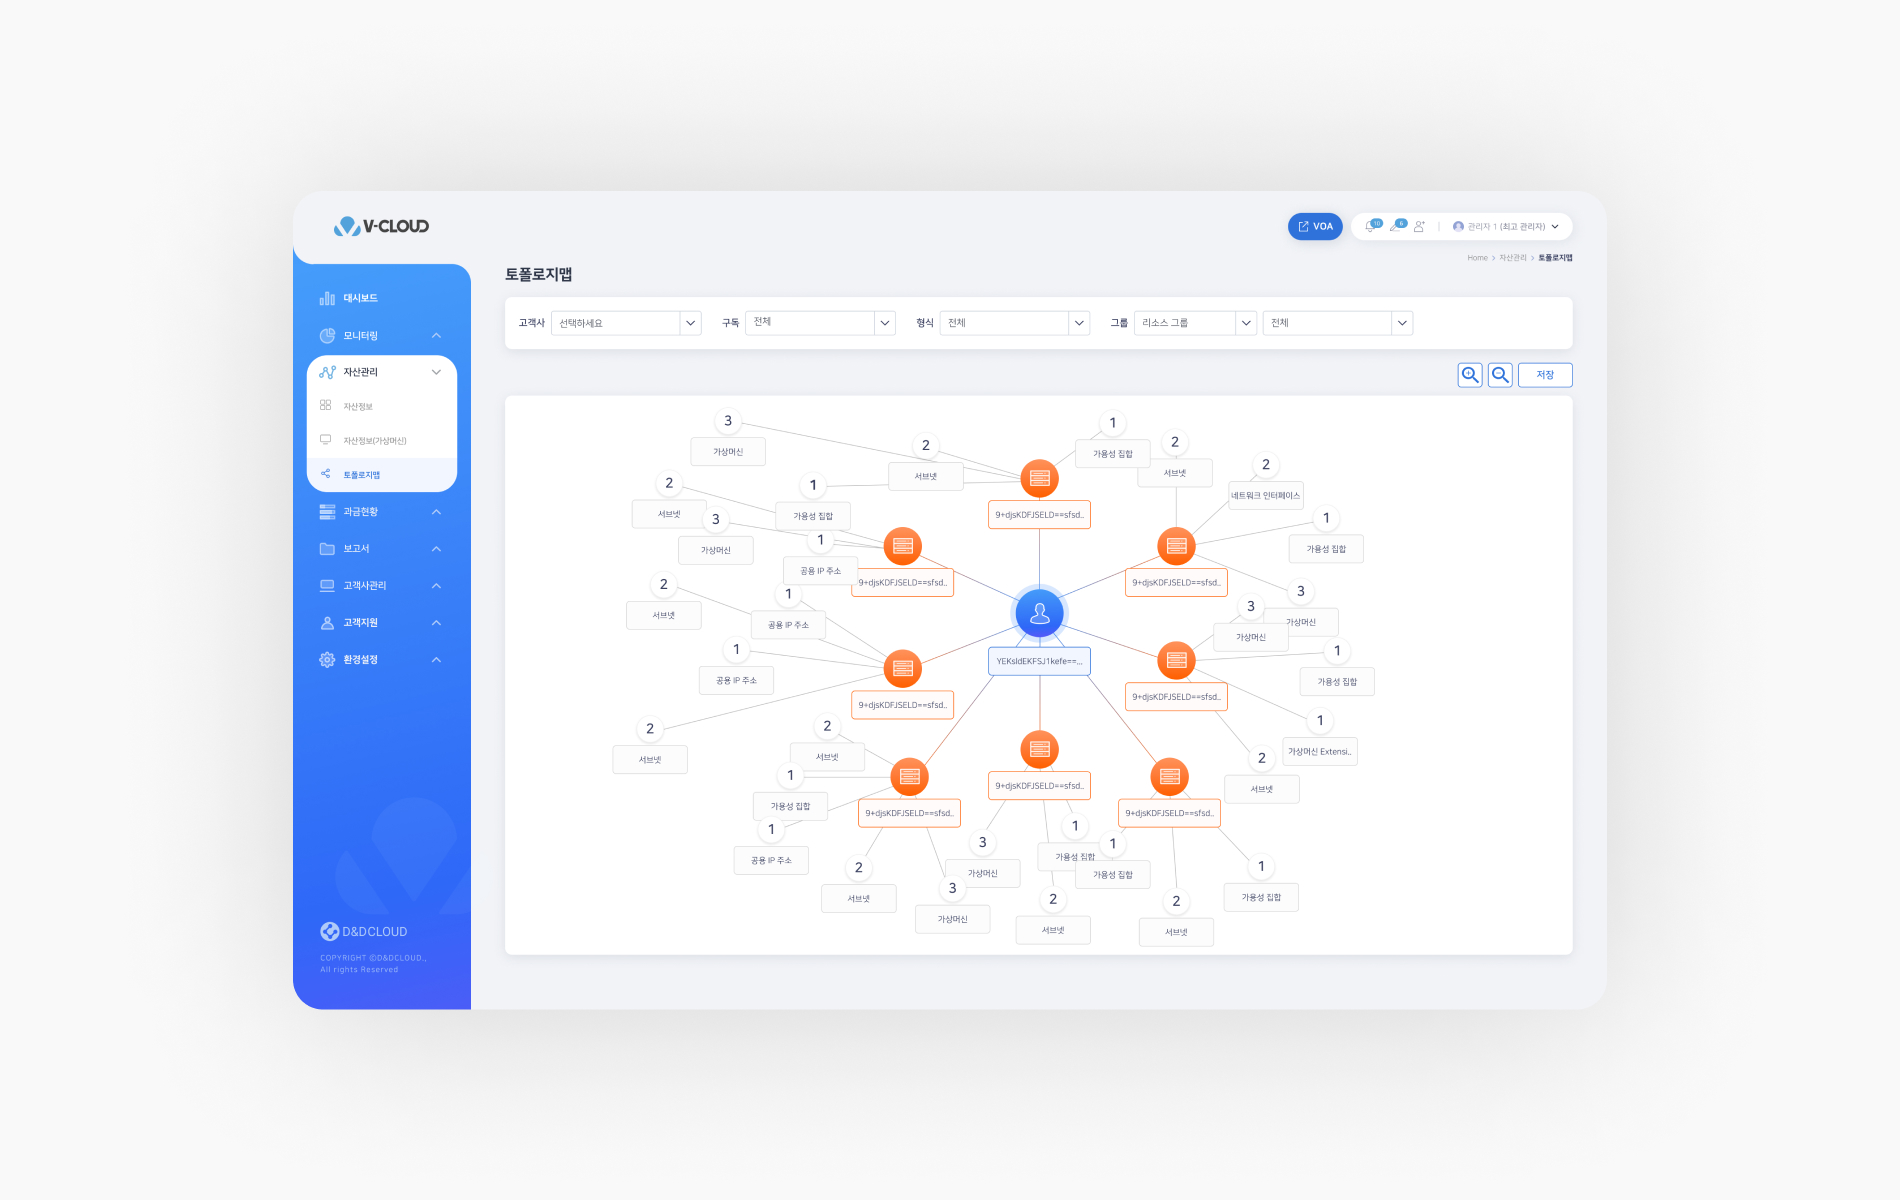 V-CLOUD
VOA
10
6
관리자 1 (최고 관리자)
Home > 자산관리 > 토폴로지맵
토폴로지맵
대시보드
모니터링
자산관리
자산정보
자산정보(가상머신)
토폴로지맵
과금현황
보고서
고객사관리
고객지원
환경설정
D&DCLOUD
COPYRIGHT ⓒD&DCLOUD.,
All rights Reserved
고객사 선택하세요 구독 전체 형식 전체 그룹 리소스 그룹 전체
저장
3
가상머신
2
서브넷
1
가용성 집합
2
서브넷
2
네트워크 인터페이스
2
서브넷
1
가용성 집합
9+djsKDFJSELD==sfsd..
1
가용성 집합
3
가상머신
1
공용 IP 주소
9+djsKDFJSELD==sfsd..
9+djsKDFJSELD==sfsd..
2
서브넷
1
공용 IP 주소
3
가상머신
3
가상머신
1
공용 IP 주소
YEKsldEKFSJ1kefe==...
1
가용성 집합
9+djsKDFJSELD==sfsd..
9+djsKDFJSELD==sfsd..
2
서브넷
2
서브넷
1
가상머신 Extensi..
1
가용성 집합
9+djsKDFJSELD==sfsd..
2
서브넷
9+djsKDFJSELD==sfsd..
9+djsKDFJSELD==sfsd..
1
공용 IP 주소
3
가상머신
1
가용성 집합
1
가용성 집합
2
서브넷
3
가상머신
2
서브넷
2
서브넷
1
가용성 집합